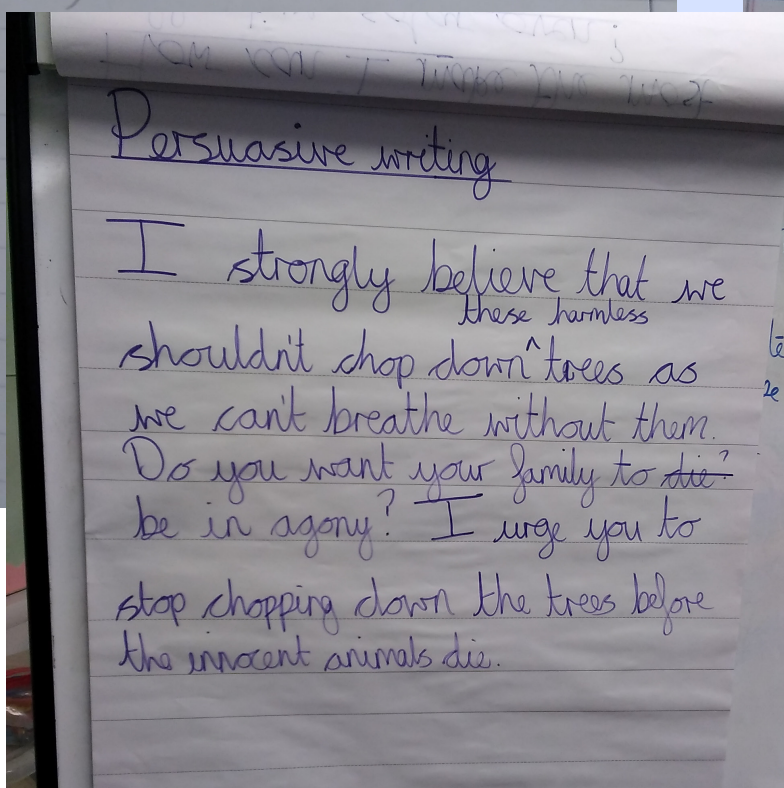 Persuasive writing
I strongly believe that we
these harmless
shouldn't chop down ^ trees as
we can't breathe without them.
Do you want your family to die?
be in agony? I urge you to
stop chopping down the trees before
the innocent animals die.